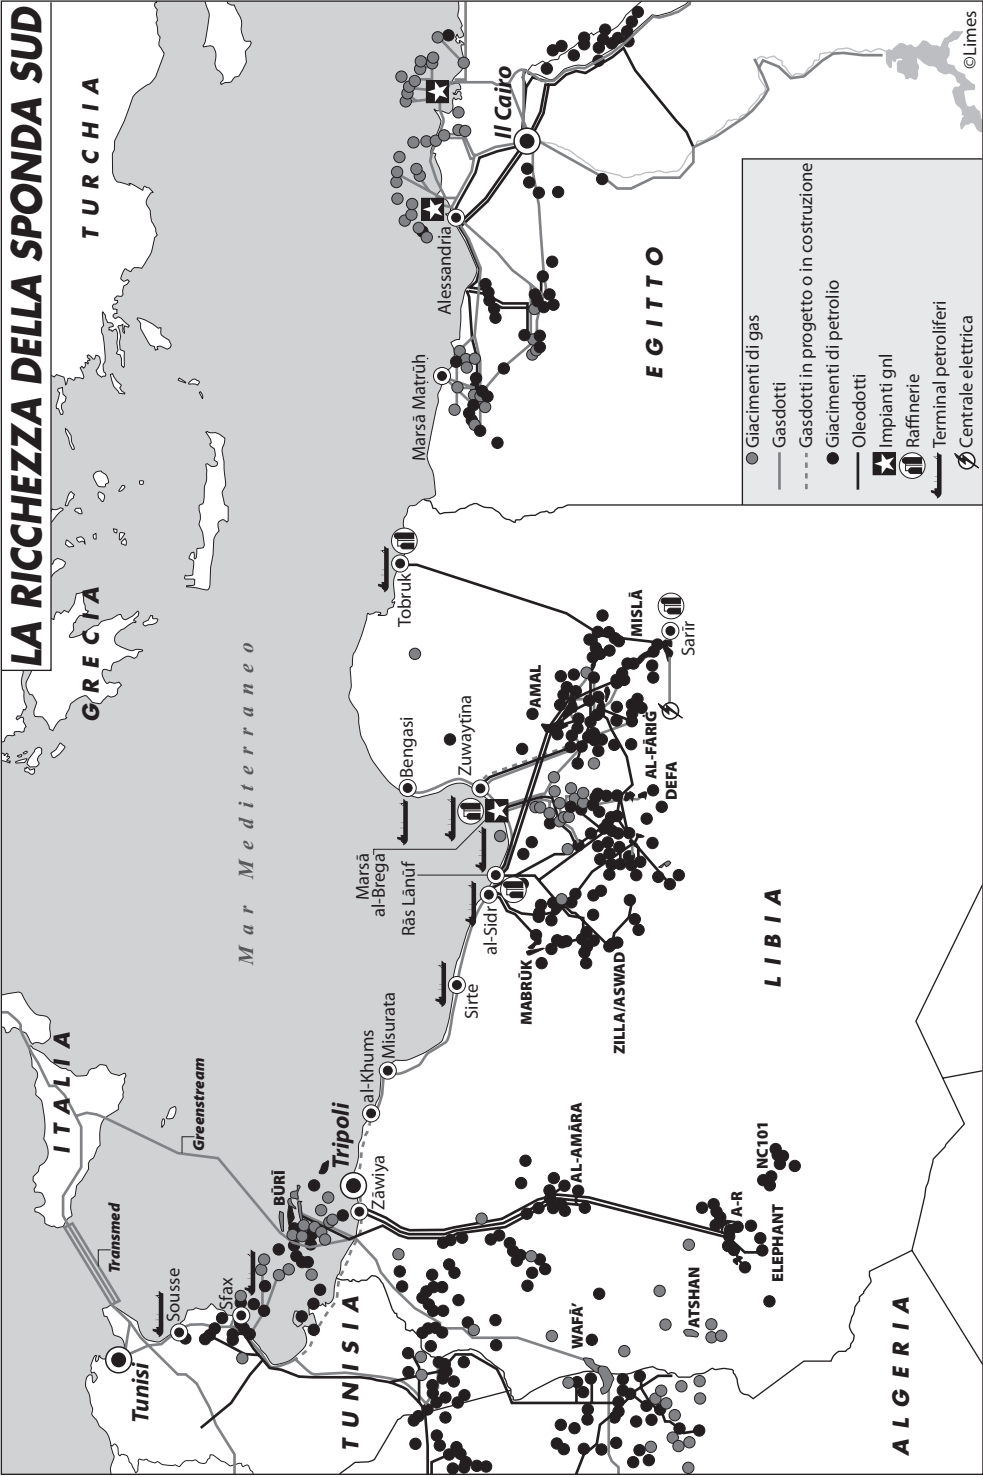 LA RICCHEZZA DELLA SPONDA SUD
ITALIA
GRECIA
TURCHIA
Mar Mediterraneo
Transmed
Greenstream
Tunisi
Sousse
Sfax
BŪRĪ
Tripoli
Zāwiya
al-Khums
Misurata
Sirte
al-Sidr
Rās Lānūf
Marsā
al-Brega
Zuwaytīna
Bengasi
Tobruk
Marsā Maṭrūḥ
Alessandria
Il Cairo
TUNISIA
WAFĀ’
ATSHAN
AL-AMĀRA
A-R
ELEPHANT
NC101
MABRŪK
ZILLA/ASWAD
AMAL
AL-FĀRIG
DEFA
MISLĀ
Sarīr
ALGERIA
LIBIA
EGITTO
Giacimenti di gas
Gasdotti
Gasdotti in progetto o in costruzione
Giacimenti di petrolio
Oleodotti
Impianti gnl
Raffinerie
Terminal petroliferi
Centrale elettrica
©Limes